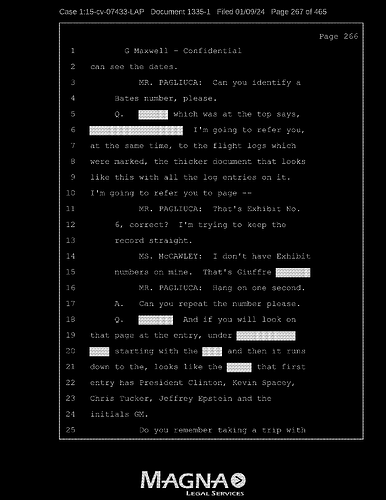 Case 1:15-cv-07433-LAP Document 1335-1 Filed 01/09/24 Page 267 of 465
Page 266
1 G Maxwell - Confidential
2 can see the dates.
3 MR. PAGLIUCA: Can you identify a
4 Bates number, please.
5 Q. which was at the top says,
6 I'm going to refer you,
7 at the same time, to the flight logs which
8 were marked, the thicker document that looks
9 like this with all the log entries on it.
10 I'm going to refer you to page --
11 MR. PAGLIUCA: That's Exhibit No.
12 6, correct? I'm trying to keep the
13 record straight.
14 MS. McCAWLEY: I don't have Exhibit
15 numbers on mine. That's Giuffre
16 MR. PAGLIUCA: Hang on one second.
17 A. Can you repeat the number please.
18 Q. And if you will look on
19 that page at the entry, under
20 starting with the and then it runs
21 down to the, looks like the that first
22 entry has President Clinton, Kevin Spacey,
23 Chris Tucker, Jeffrey Epstein and the
24 initials GM.
25 Do you remember taking a trip with
MAGNA
LEGAL SERVICES